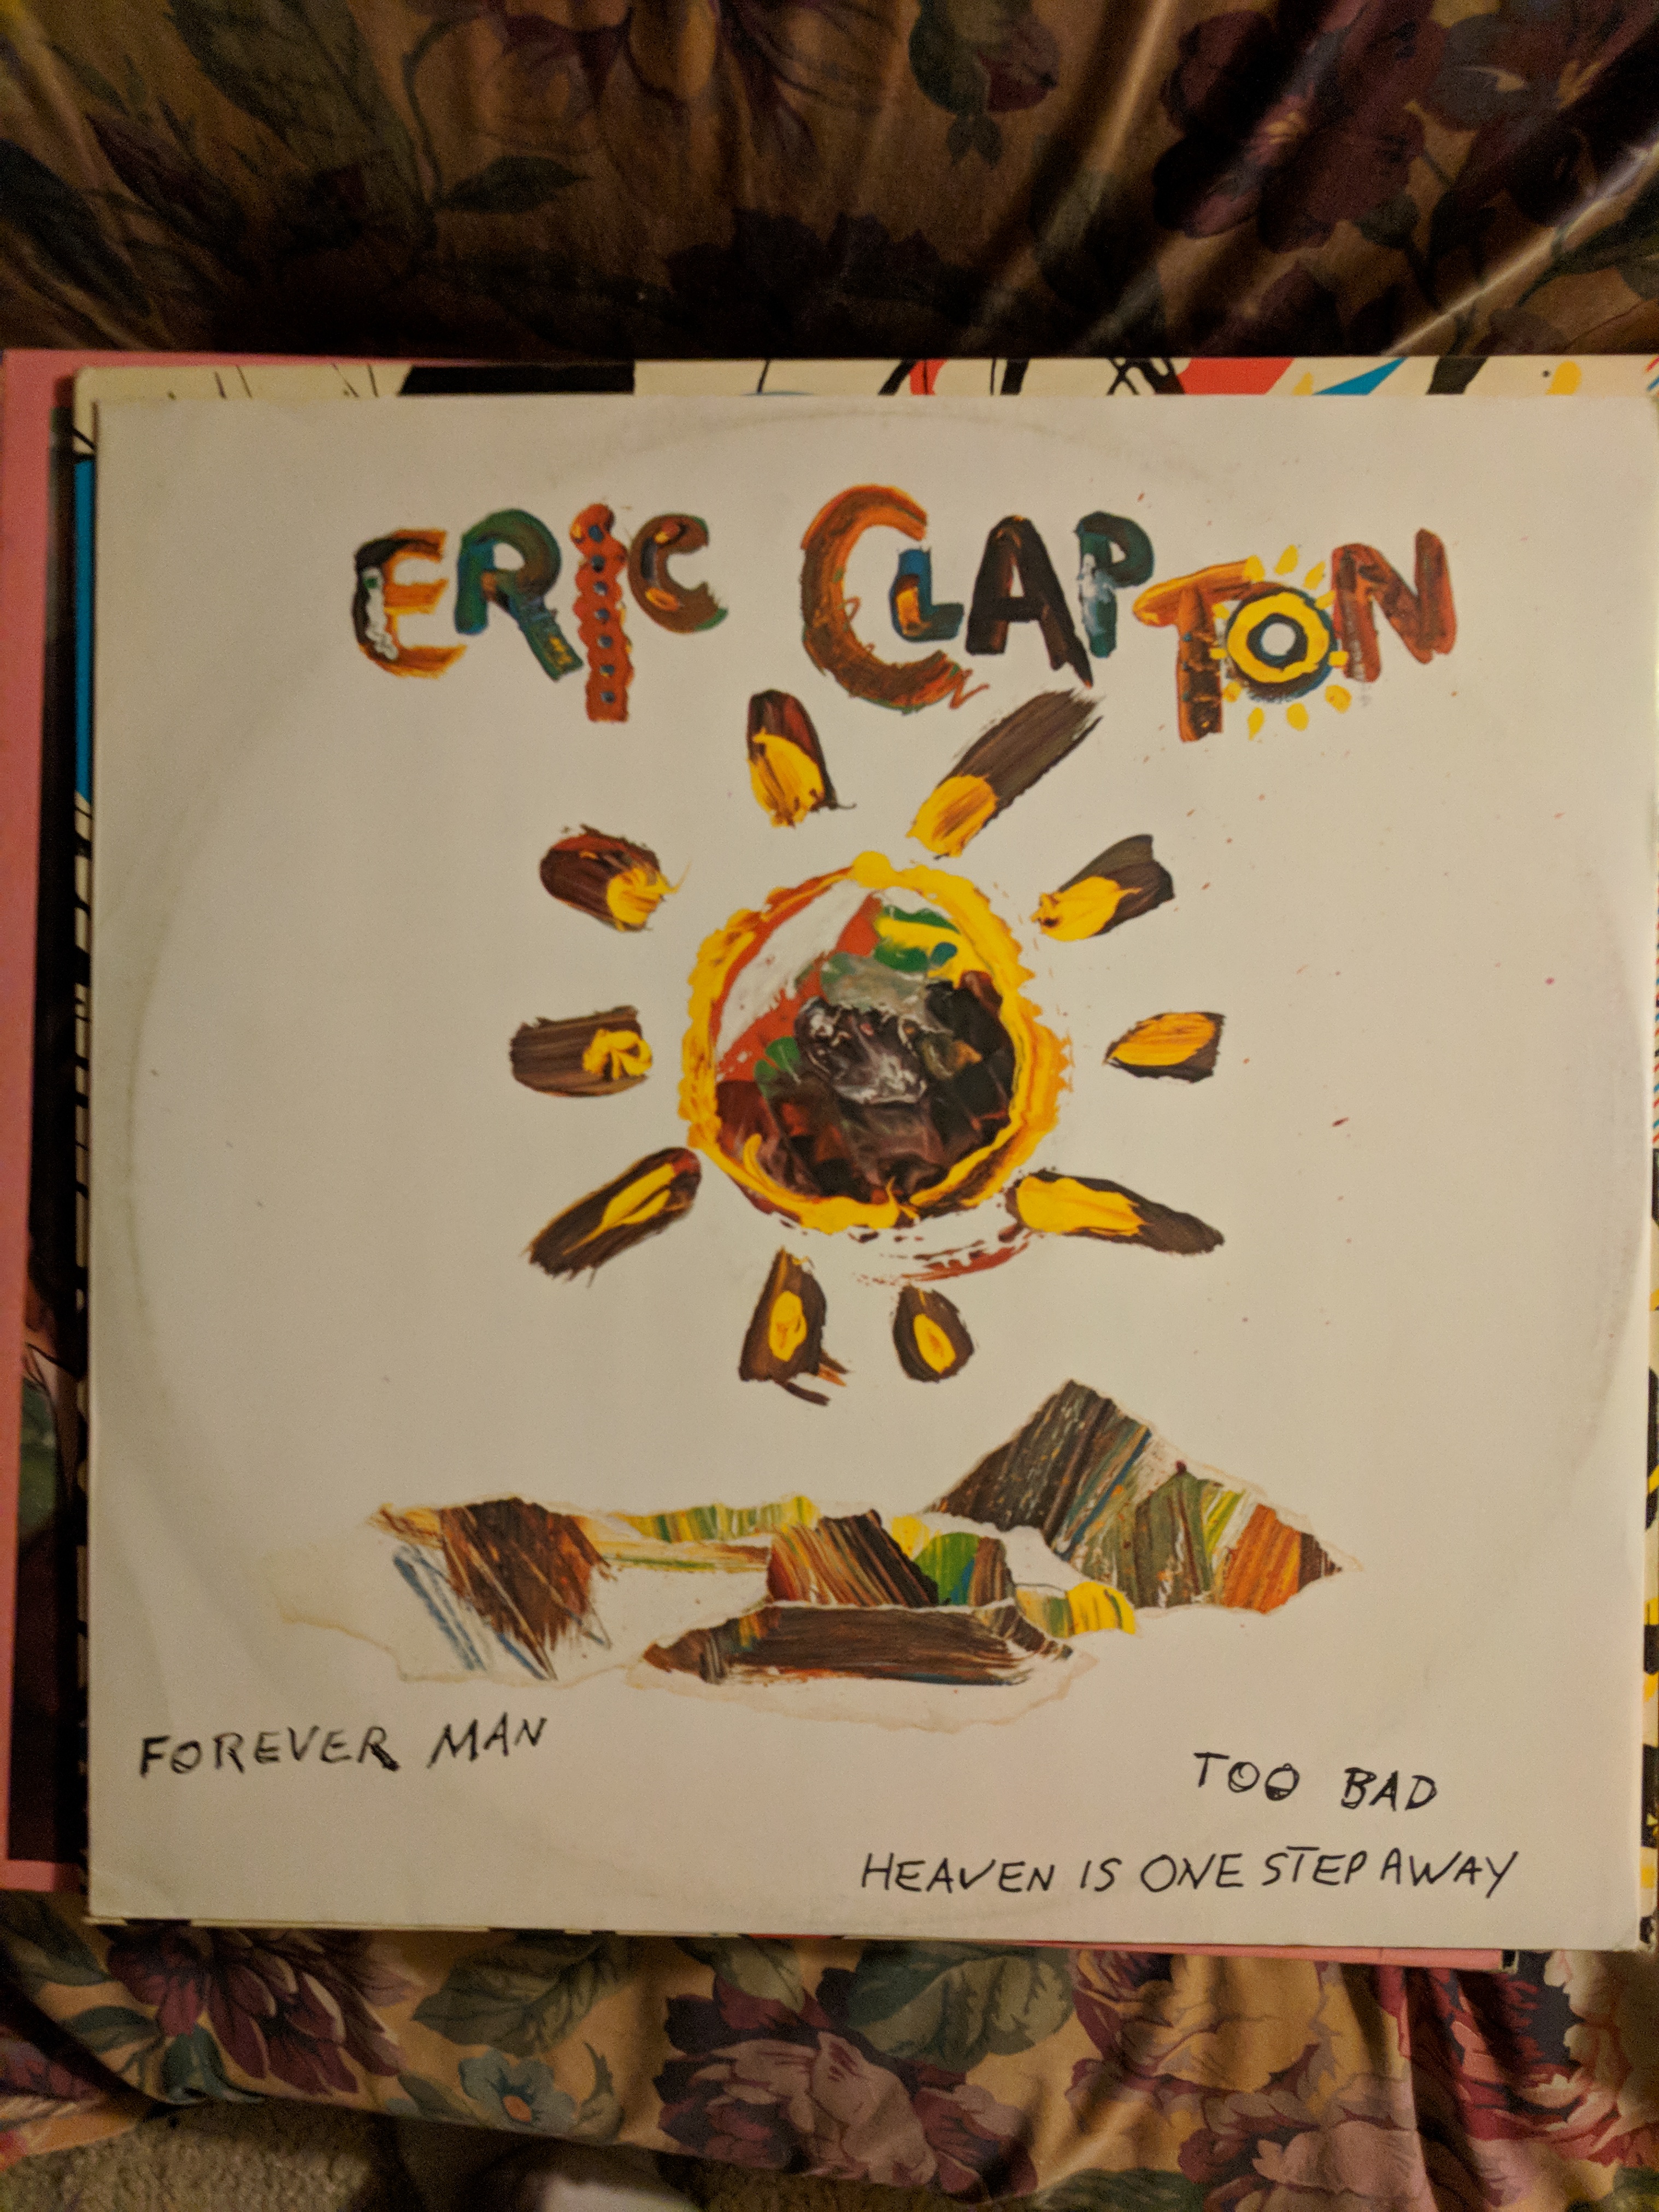 ERIC CLAPTON
FOREVER MAN
TOO BAD
HEAVEN IS ONE STEP AWAY